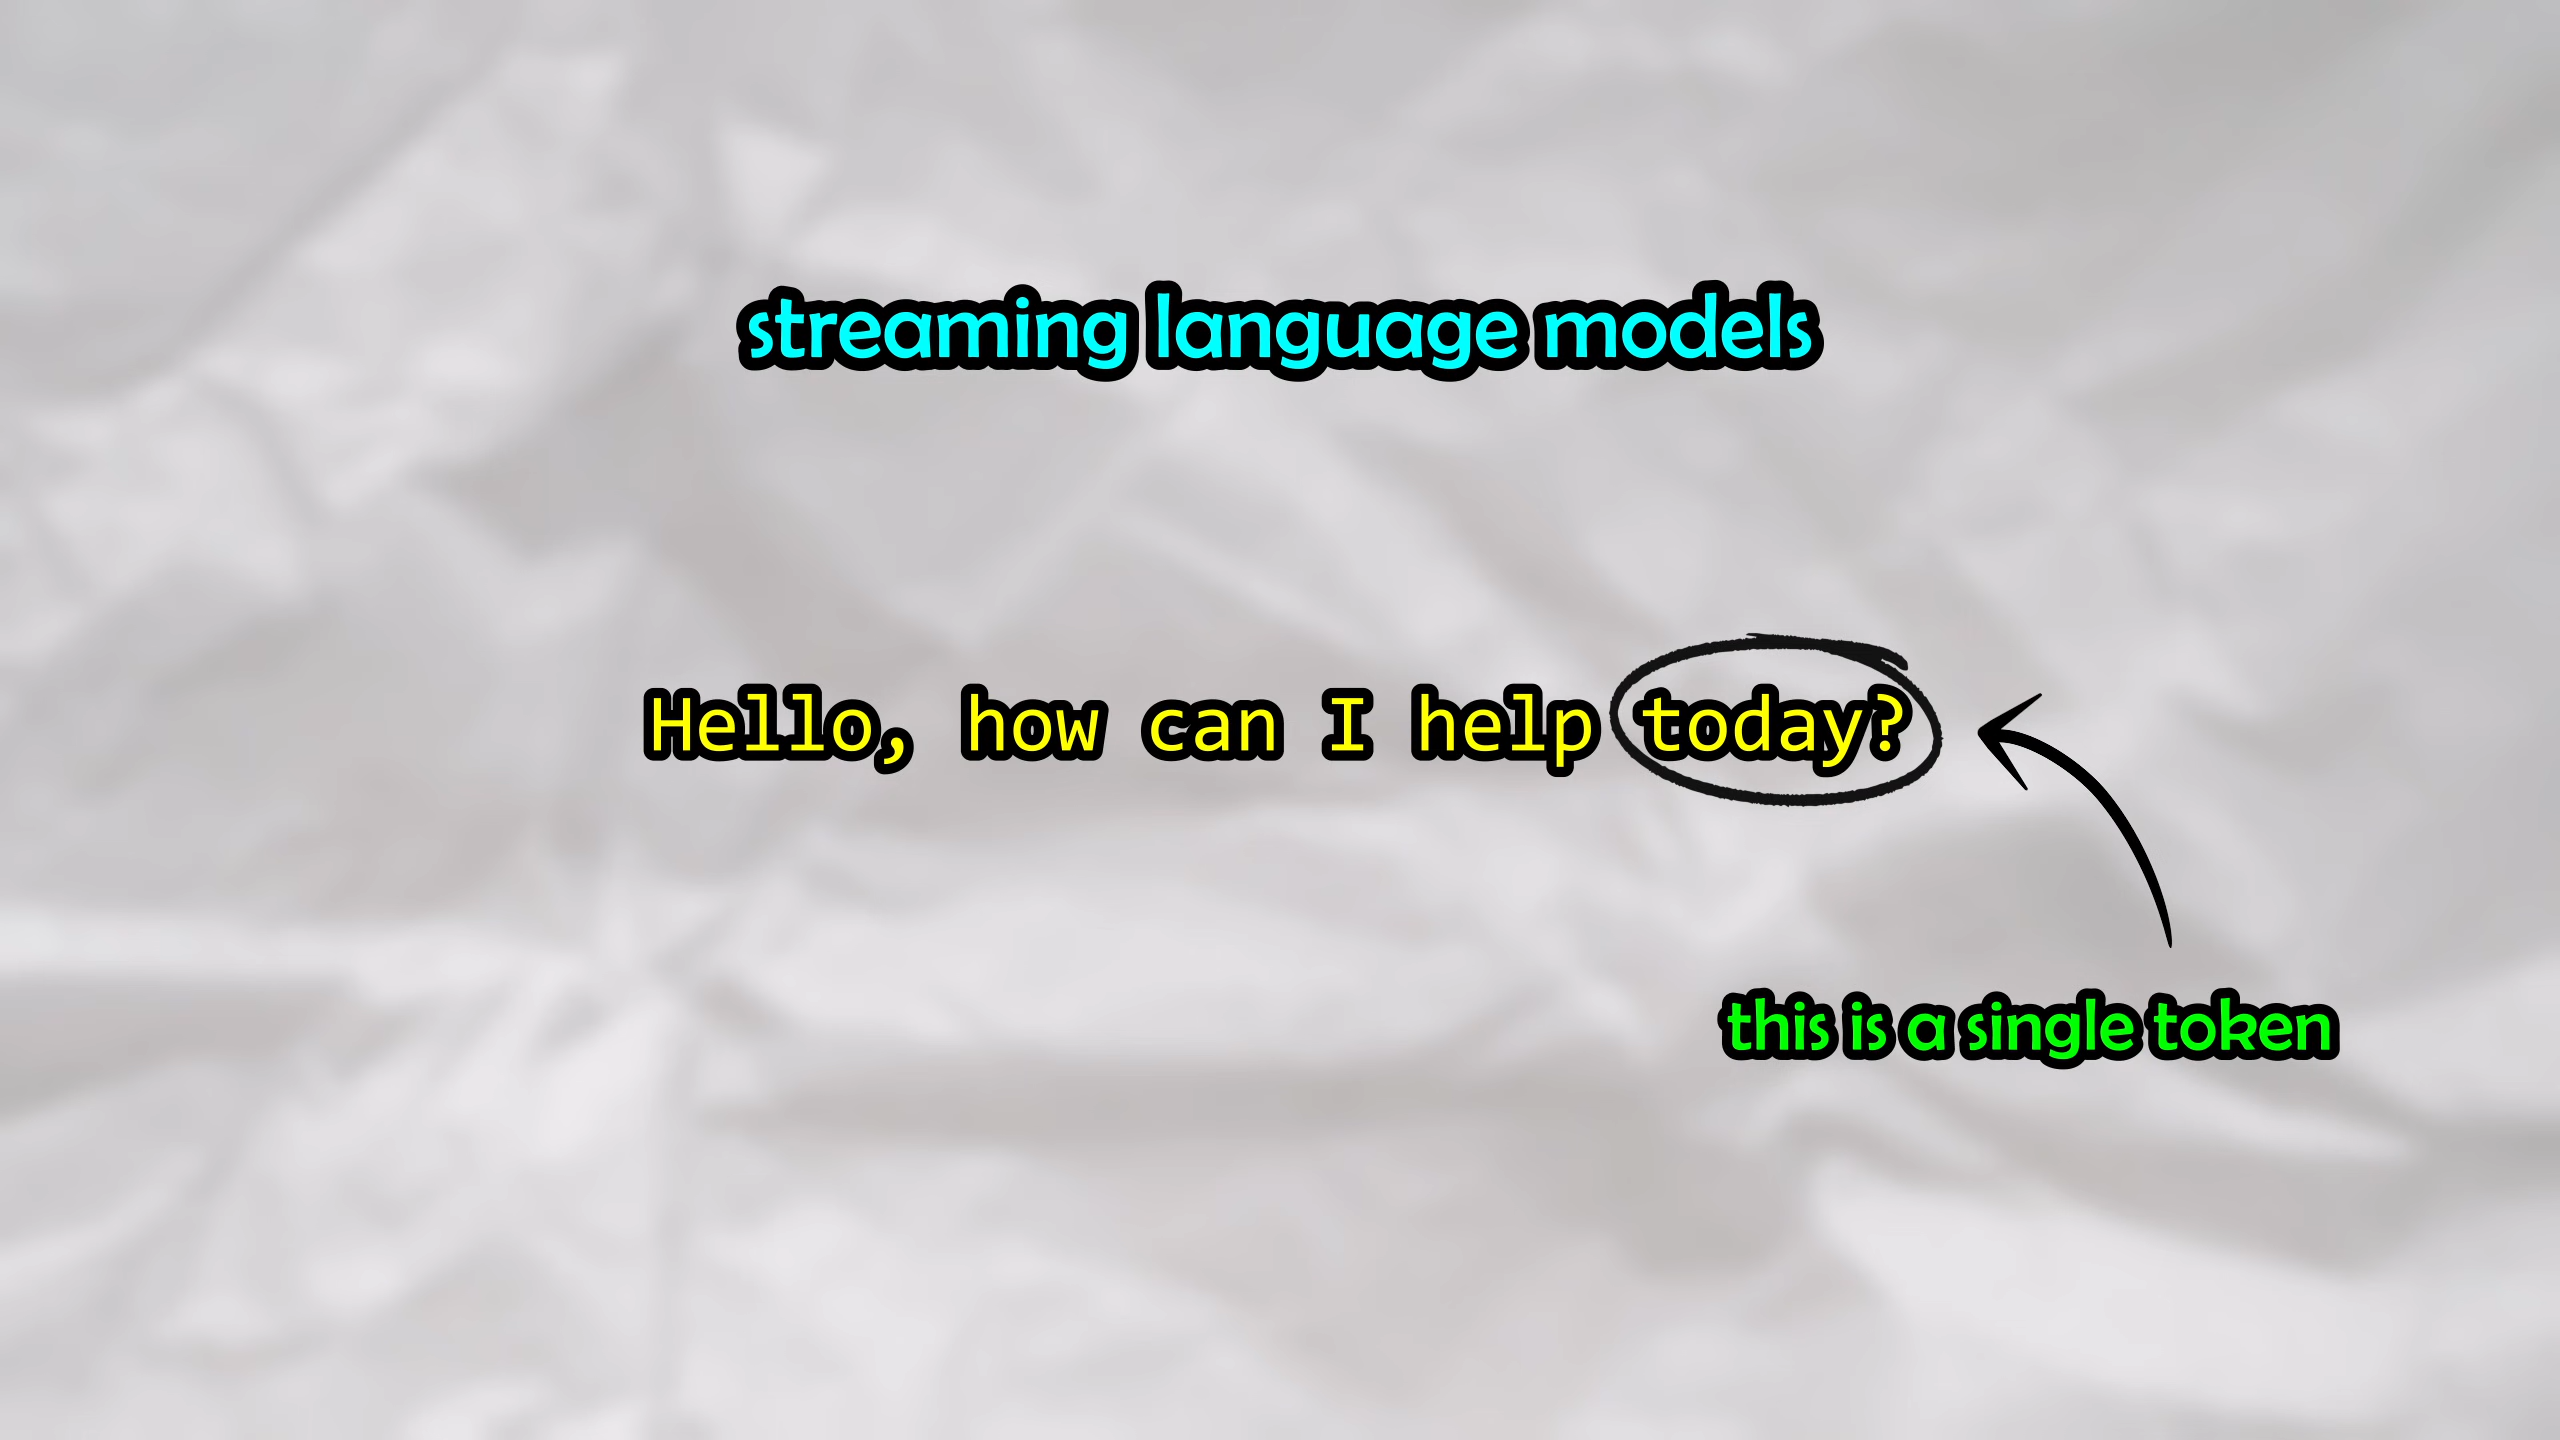 streaming language models
Hello, how can I help today?
this is a single token